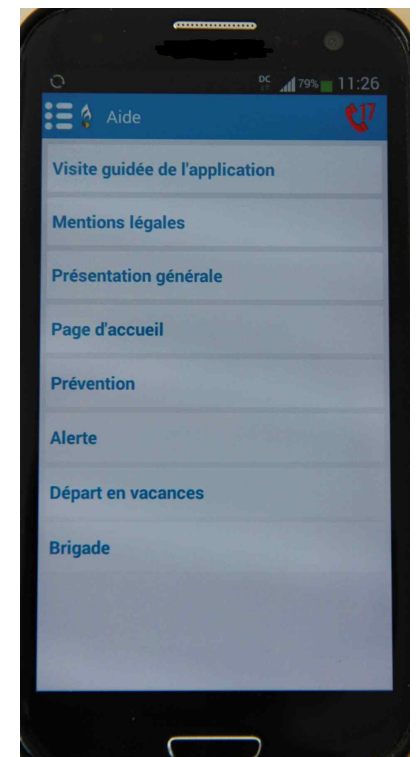 DC 79% 11:26
Aide 17
Visite guidée de l'application
Mentions légales
Présentation générale
Page d'accueil
Prévention
Alerte
Départ en vacances
Brigade